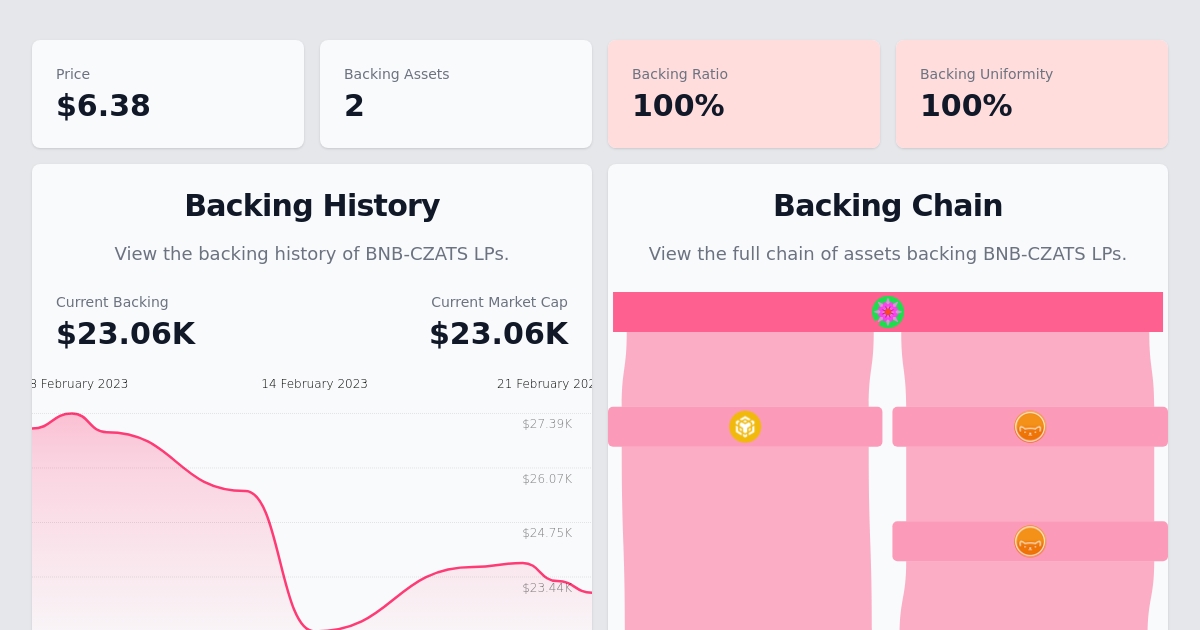 Price
$6.38
Backing Assets
2
Backing Ratio
100%
Backing Uniformity
100%
Backing History
View the backing history of BNB-CZATS LPs.
Current Backing
$23.06K
Current Market Cap
$23.06K
8 February 2023
14 February 2023
21 February 202
$27.39K
$26.07K
$24.75K
$23.44K
Backing Chain
View the full chain of assets backing BNB-CZATS LPs.